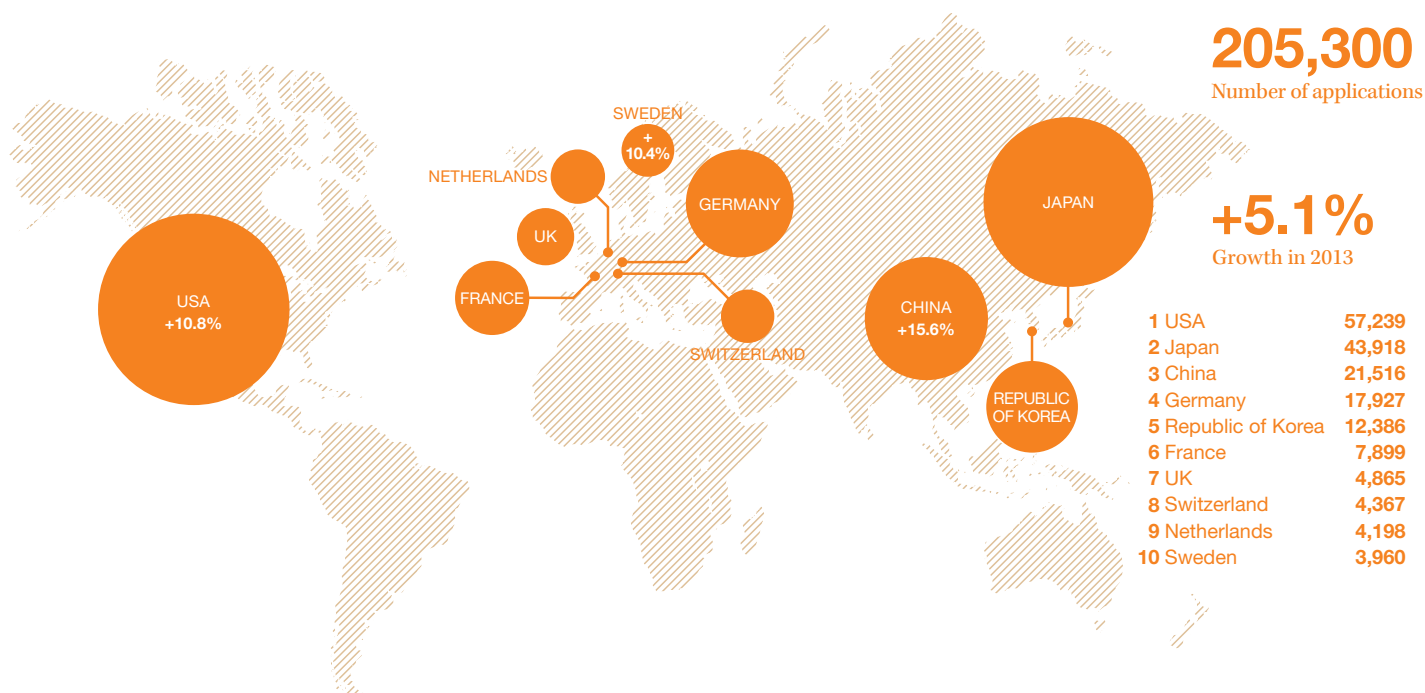 205,300
Number of applications
+5.1%
Growth in 2013
SWEDEN
+
10.4%
NETHERLANDS
GERMANY
JAPAN
UK
FRANCE
USA
+10.8%
CHINA
+15.6%
SWITZERLAND
REPUBLIC
OF KOREA
1 USA 57,239
2 Japan 43,918
3 China 21,516
4 Germany 17,927
5 Republic of Korea 12,386
6 France 7,899
7 UK 4,865
8 Switzerland 4,367
9 Netherlands 4,198
10 Sweden 3,960